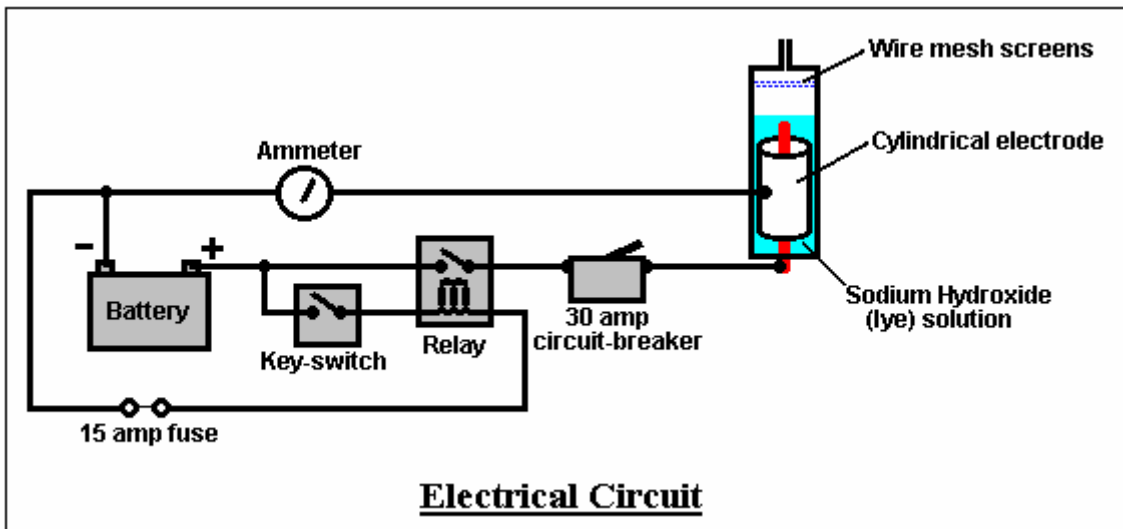 Wire mesh screens
Ammeter
Cylindrical electrode
- +
Battery
Key-switch
Relay
30 amp
circuit-breaker
Sodium Hydroxide
(lye) solution
15 amp fuse
Electrical Circuit